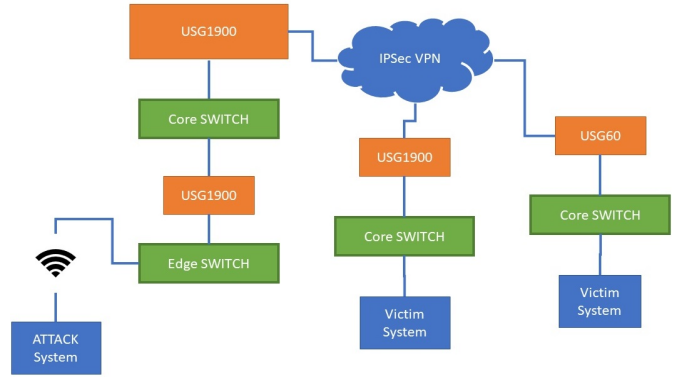 USG1900
IPSec VPN
Core SWITCH
USG1900
USG60
USG1900
Core SWITCH
Core SWITCH
Edge SWITCH
Victim
System
Victim
System
ATTACK
System